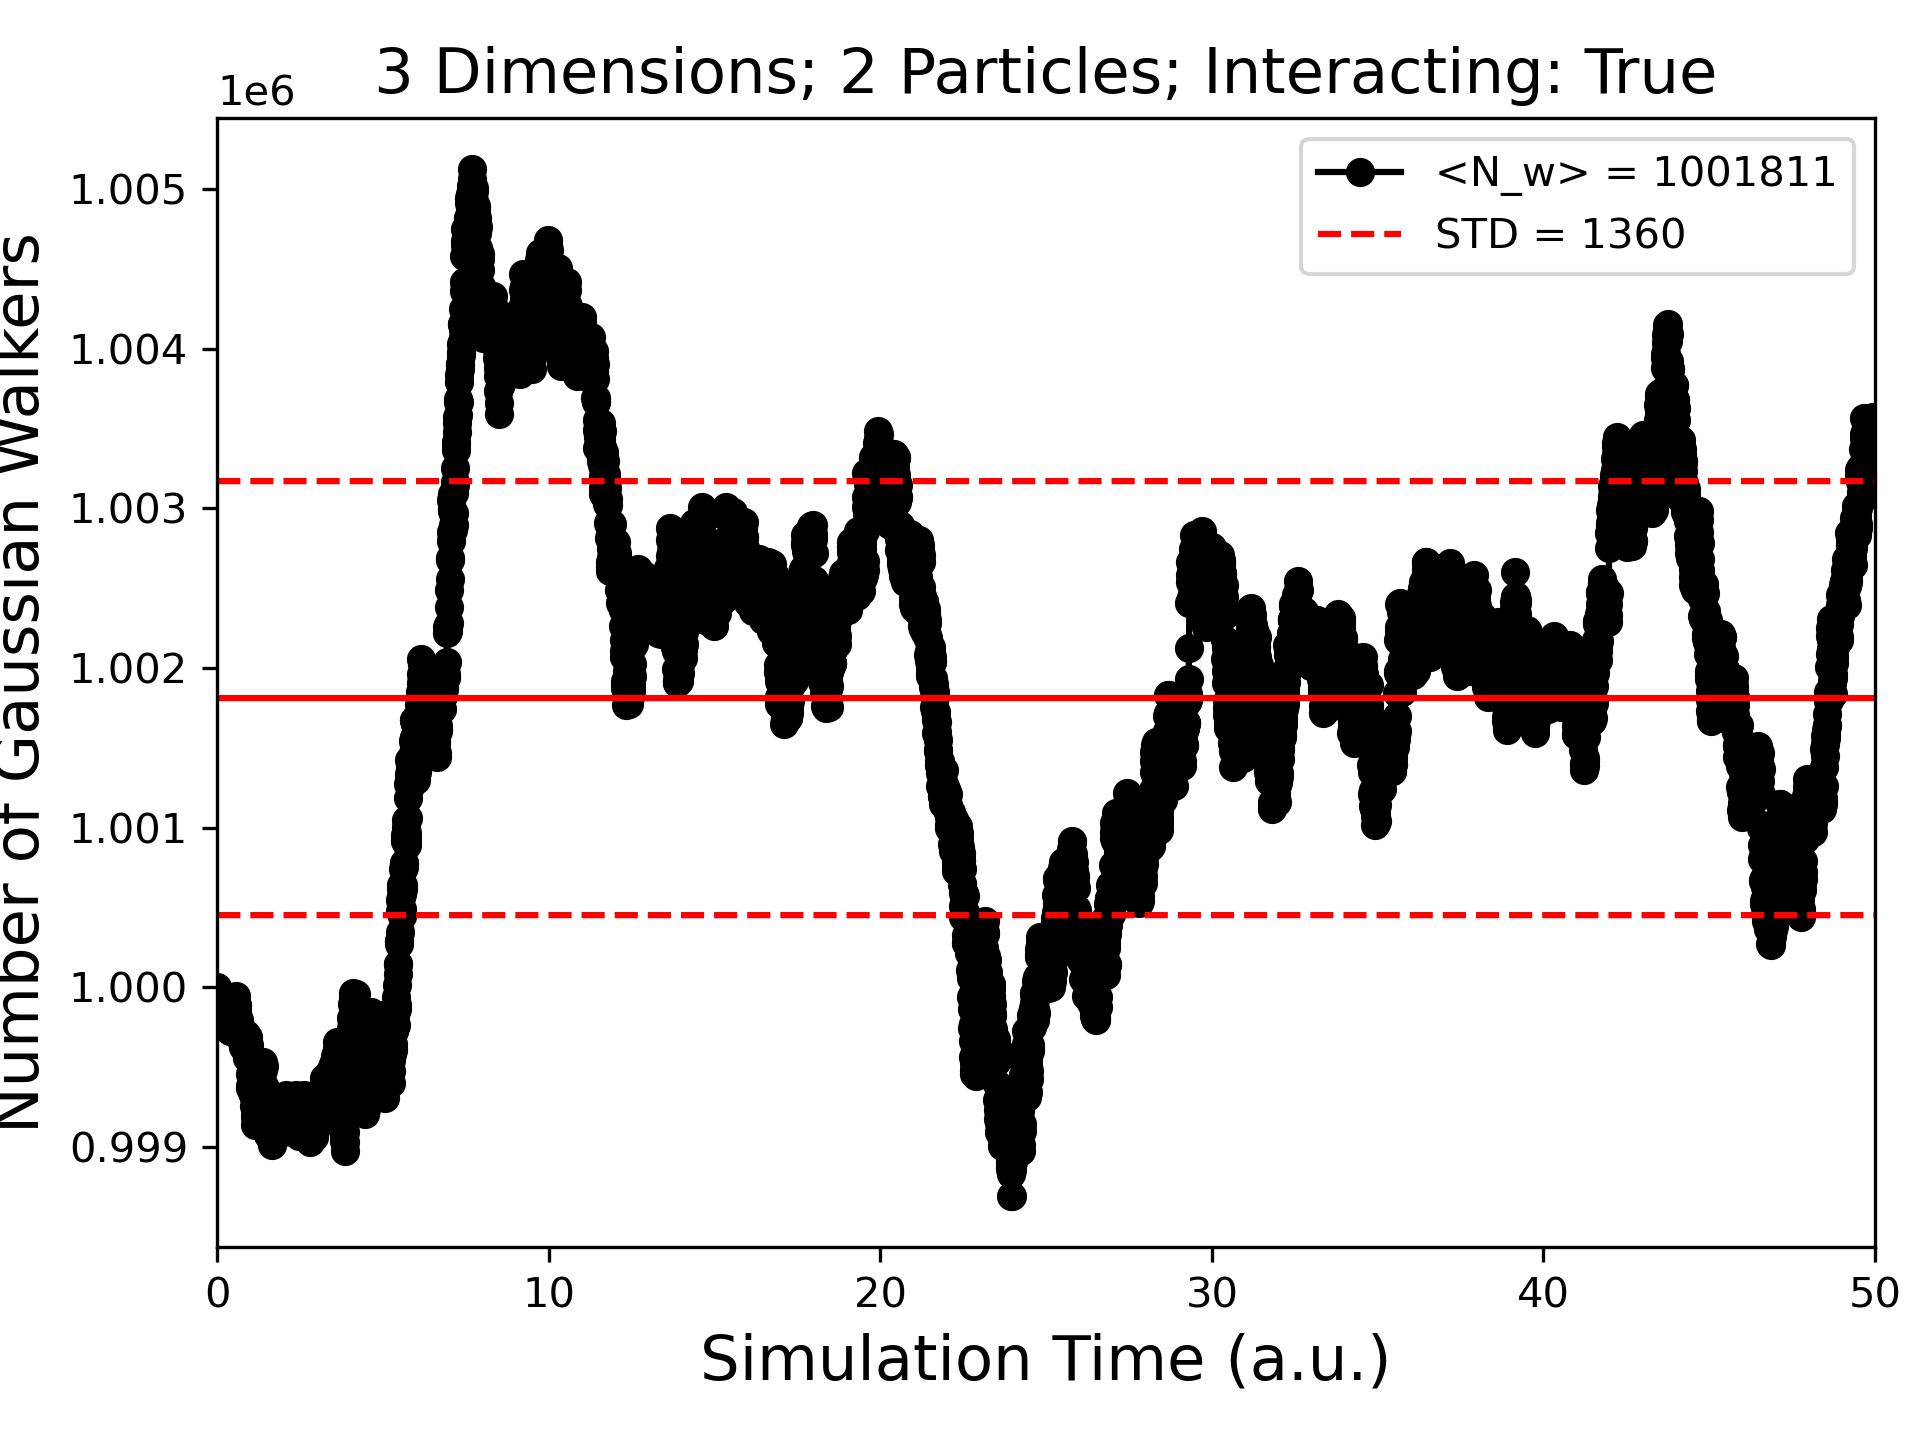 3 Dimensions; 2 Particles; Interacting: True
1e6
<N_w> = 1001811
STD = 1360
Number of Gaussian Walkers
1.005
1.004
1.003
1.002
1.001
1.000
0.999
0 10 20 30 40 50
Simulation Time (a.u.)